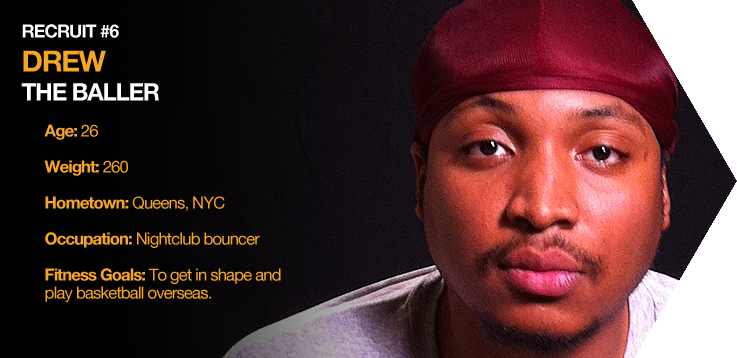 RECRUIT #6
DREW
THE BALLER
Age: 26
Weight: 260
Hometown: Queens, NYC
Occupation: Nightclub bouncer
Fitness Goals: To get in shape and
play basketball overseas.